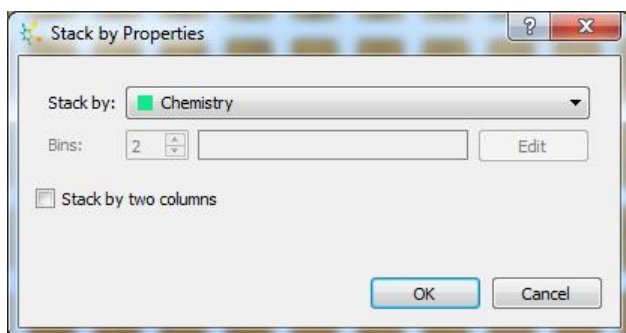 Stack by Properties
Stack by: Chemistry
Bins: 2 Edit
Stack by two columns
OK Cancel